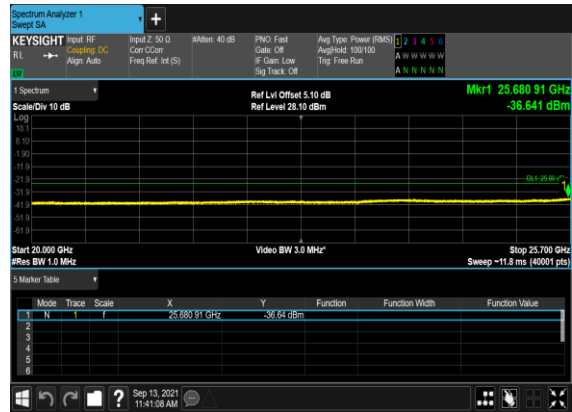 Spectrum Analyzer 1
Swept SA
+
KEYSIGHT Input: RF Input Z: 50 Ω #Atten: 40 dB PNO: Fast Avg Type: Power (RMS) 1 2 3 4 5 6
RL Coupling: DC Corr CCorr Gate: Off Avg|Hold: 100/100 A W W W W W
Align: Auto Freq Ref: Int (S) IF Gain: Low Trig: Free Run
Sig Track: Off A N N N N N
1 Spectrum Ref Lvl Offset 5.10 dB Mkr1 25.680 91 GHz
Scale/Div 10 dB Ref Level 28.10 dBm -36.641 dBm
Log
18.1
8.10
-1.90
-11.9
-21.9
-31.9
1
-41.9
-51.9
-61.9
Start 20.000 GHz Video BW 3.0 MHz* Stop 25.700 GHz
#Res BW 1.0 MHz Sweep ~11.8 ms (40001 pts)
5 Marker Table
Mode Trace Scale X Y Function Function Width Function Value
1 N 1 f 25.680 91 GHz -36.64 dBm
2
3
4
5
6
? Sep 13, 2021
11:41:08 AM